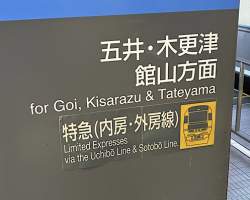 五井・木更津
館山方面
for Goi, Kisarazu & Tateyama
特急(内房・外房線)
Limited Expresses
via the Uchibō Line & Sotobō Line.